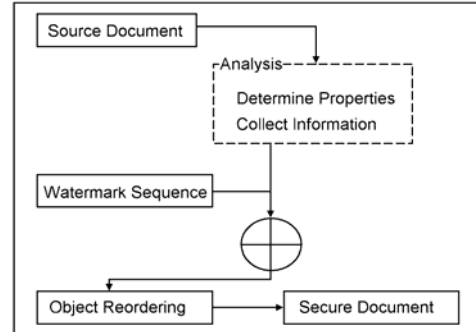 Source Document
Analysis
Determine Properties
Collect Information
Watermark Sequence
Object Reordering
Secure Document